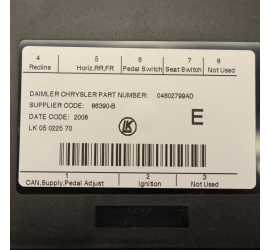 4 5 6 7 8
Recline Horiz,RR,FR Pedal Switch Seat Switch Not Used
DAIMLER CHRYSLER PART NUMBER: 04602799AD
SUPPLIER CODE: 86390-B
DATE CODE: 2008
E
LK 05 0225 70
LK
1 2 3
CAN,Supply,Pedal Adjust Ignition Not Used